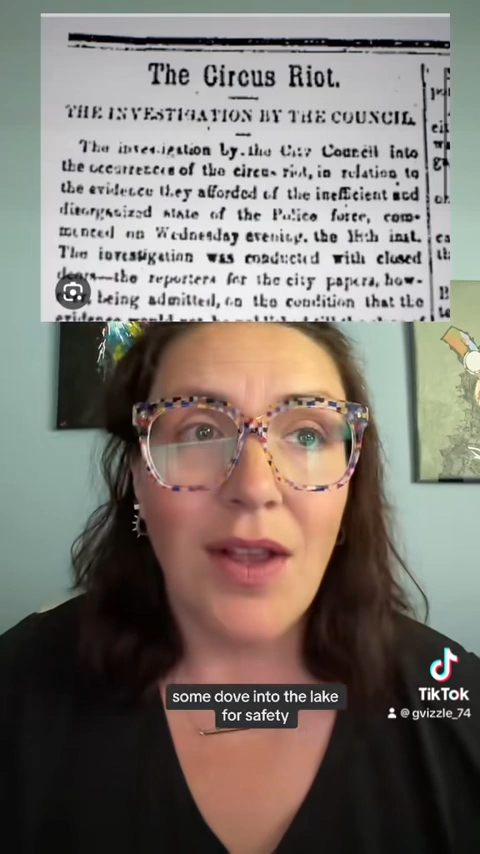 The Circus Riot.
THE INVESTIGATION BY THE COUNCIL.
The investigation by the City Council into
the occurrences of the circus riot, in relation to
the evidence they afforded of the inefficient and
disorganized state of the Police force, com-
menced on Wednesday evening, the 18th inst.
The investigation was conducted with closed
doors—the reporters for the city papers, how-
being admitted, on the condition that the
some dove into the lake
for safety
TikTok
@gvizzle_74